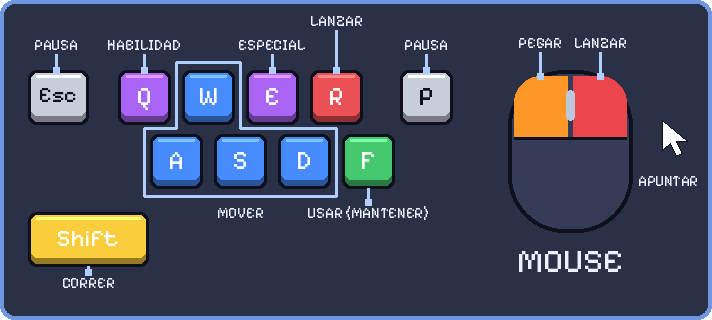 LANZAR
PAUSA HABILIDAD ESPECIAL PAUSA PEGAR LANZAR
Esc Q W E R P
A S D F
APUNTAR
MOVER USAR (MANTENER)
Shift
MOUSE
CORRER